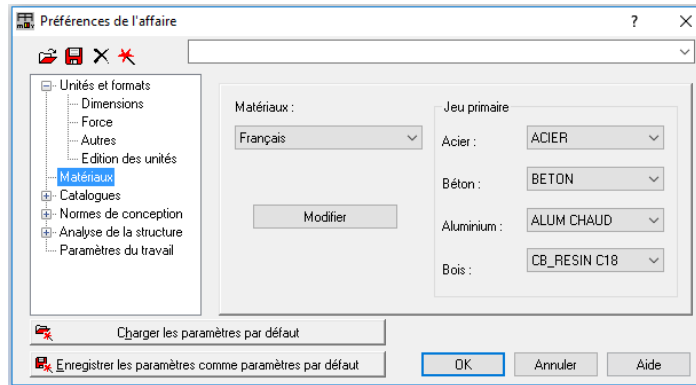 Préférences de l'affaire
Unités et formats
Dimensions
Force
Autres
Edition des unités
Matériaux
Catalogues
Normes de conception
Analyse de la structure
Paramètres du travail
Matériaux :
Français
Modifier
Jeu primaire
Acier : ACIER
Béton : BETON
Aluminium : ALUM CHAUD
Bois : CB_RESIN C18
Charger les paramètres par défaut
Enregistrer les paramètres comme paramètres par défaut
OK Annuler Aide